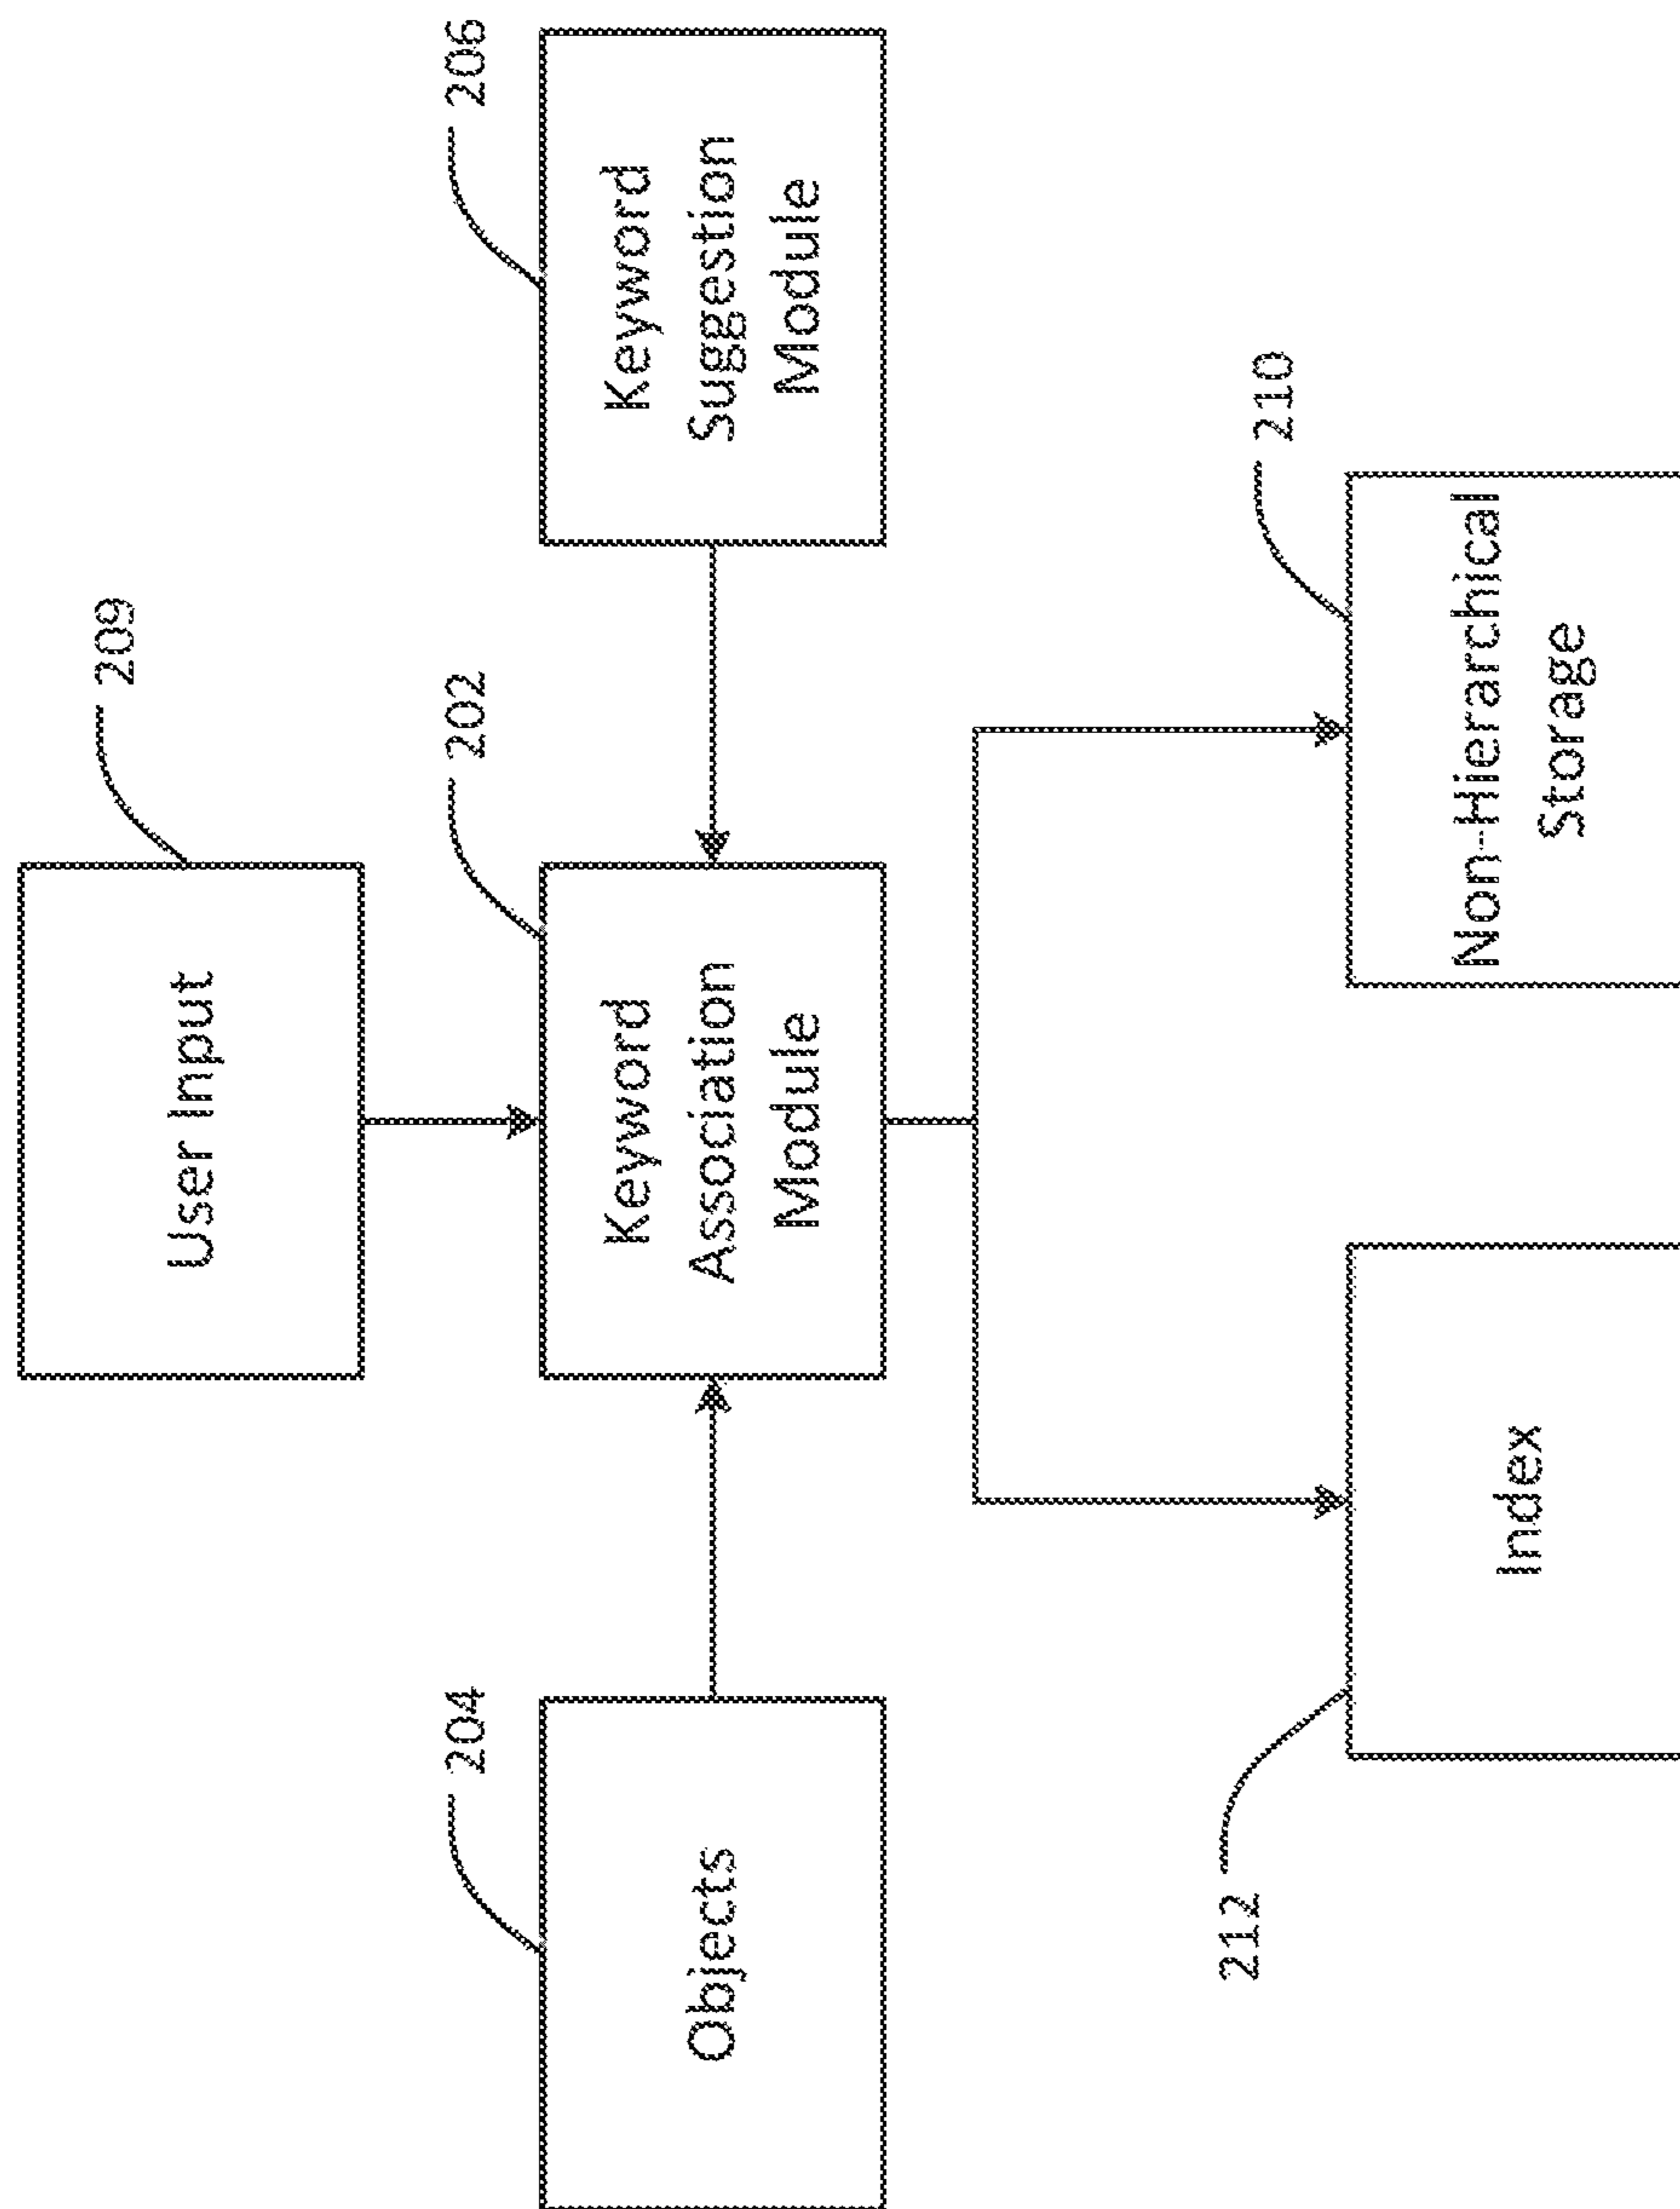 209
User Input
204
Objects
202
Keyword
Association
Module
206
Keyword
Suggestion
Module
212
Index
210
Non-Hierarchical
Storage